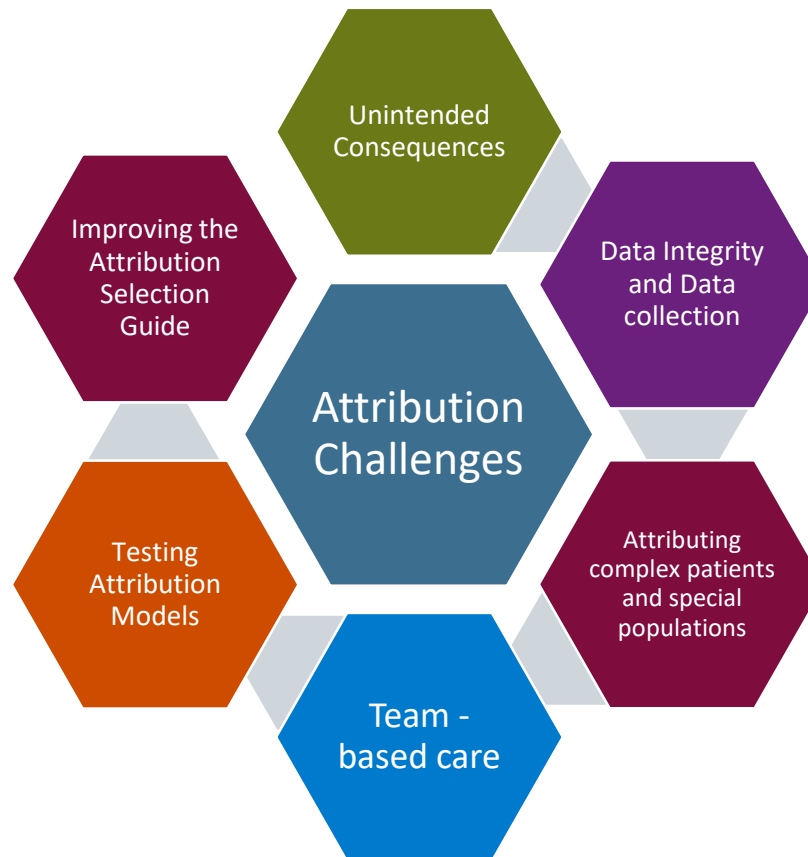 Unintended
Consequences
Improving the
Attribution
Selection
Guide
Data Integrity
and Data
collection
Attribution
Challenges
Testing
Attribution
Models
Attributing
complex patients
and special
populations
Team -
based care